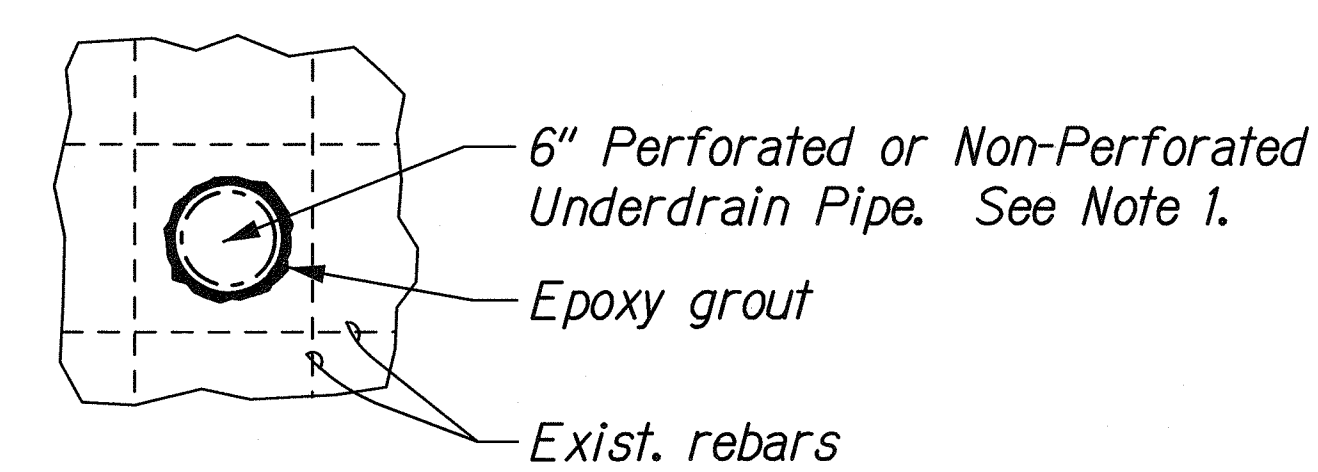 6" Perforated or Non-Perforated
Underdrain Pipe. See Note 1.
Epoxy grout
Exist. rebars